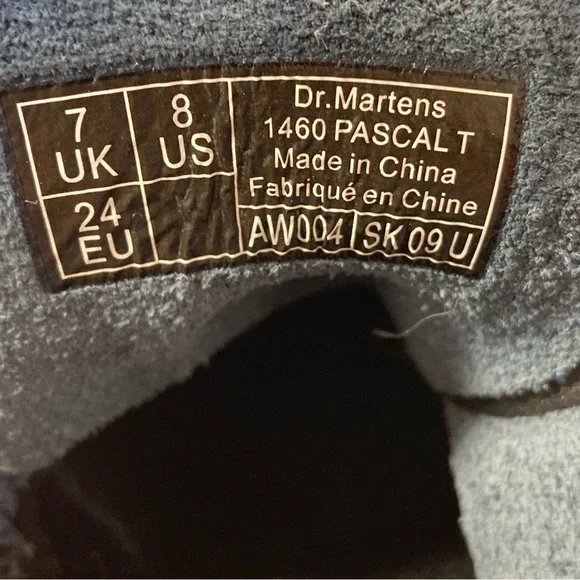 7
UK
8
US
24
EU
Dr.Martens
1460 PASCAL T
Made in China
Fabriqué en Chine
AW004 SK 09 U